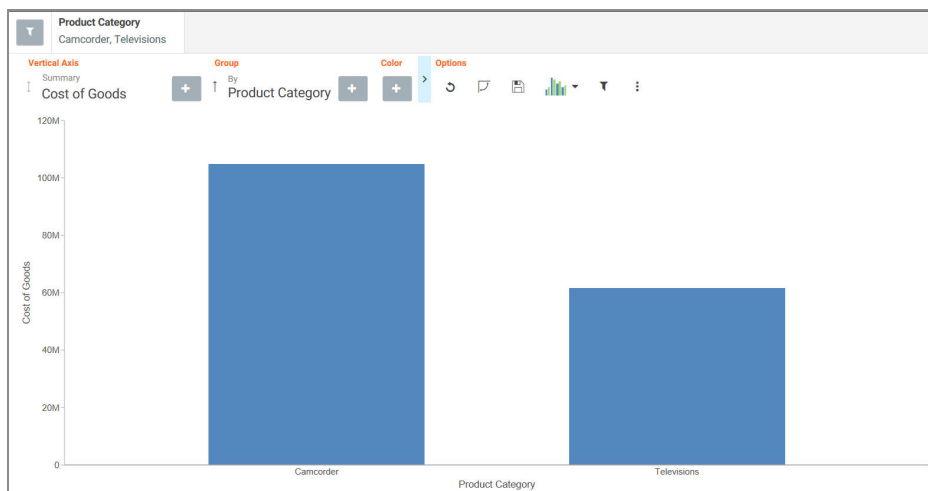 Product Category
Camcorder, Televisions
Vertical Axis
Group
Color
Options
Summary
Cost of Goods
By
Product Category
120M
100M
80M
60M
40M
20M
0
Cost of Goods
Camcorder
Televisions
Product Category